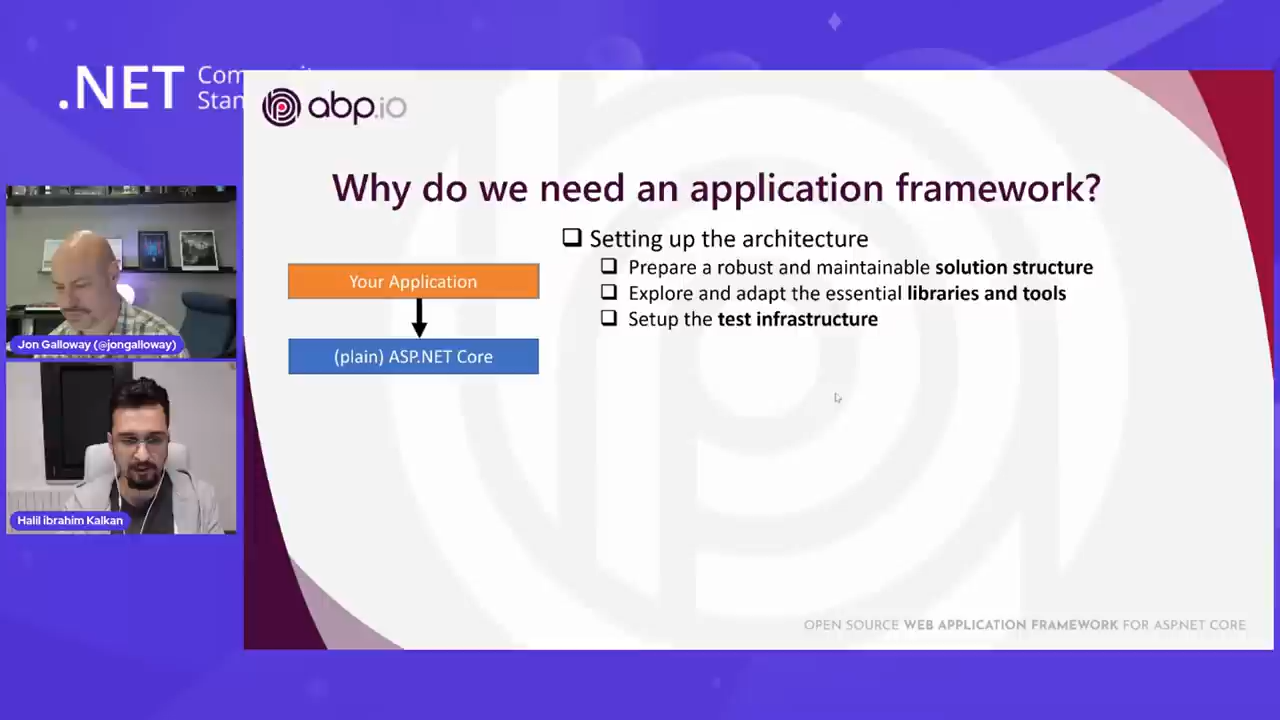 .NET
abp.io
Why do we need an application framework?
Setting up the architecture
Prepare a robust and maintainable solution structure
Explore and adapt the essential libraries and tools
Setup the test infrastructure
Your Application
(plain) ASP.NET Core
Jon Galloway (@jongalloway)
Halil ibrahim Kalkan
OPEN SOURCE WEB APPLICATION FRAMEWORK FOR ASP.NET CORE